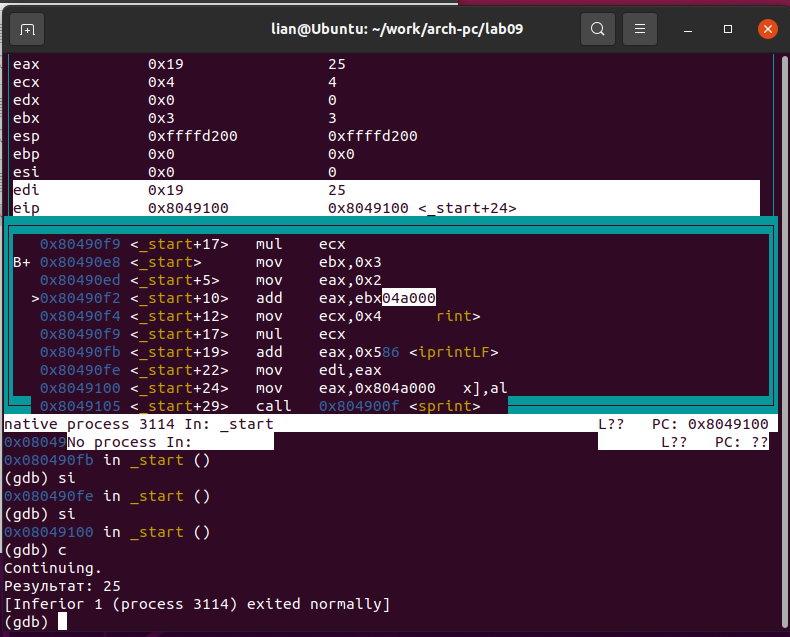 lian@Ubuntu: ~/work/arch-pc/lab09
eax 0x19 25
ecx 0x4 4
edx 0x0 0
ebx 0x3 3
esp 0xffffd200 0xffffd200
ebp 0x0 0x0
esi 0x0 0
edi 0x19 25
eip 0x8049100 0x8049100 <_start+24>
0x80490f9 <_start+17> mul ecx
B+ 0x80490e8 <_start> mov ebx,0x3
0x80490ed <_start+5> mov eax,0x2
>0x80490f2 <_start+10> add eax,ebx04a000
0x80490f4 <_start+12> mov ecx,0x4 rint>
0x80490f9 <_start+17> mul ecx
0x80490fb <_start+19> add eax,0x586 <iprintLF>
0x80490fe <_start+22> mov edi,eax
0x8049100 <_start+24> mov eax,0x804a000 x],al
0x8049105 <_start+29> call 0x804900f <sprint>
native process 3114 In: _start L?? PC: 0x8049100
0x08049No process In: L?? PC: ??
0x080490fb in _start ()
(gdb) si
0x080490fe in _start ()
(gdb) si
0x08049100 in _start ()
(gdb) c
Continuing.
Результат: 25
[Inferior 1 (process 3114) exited normally]
(gdb)